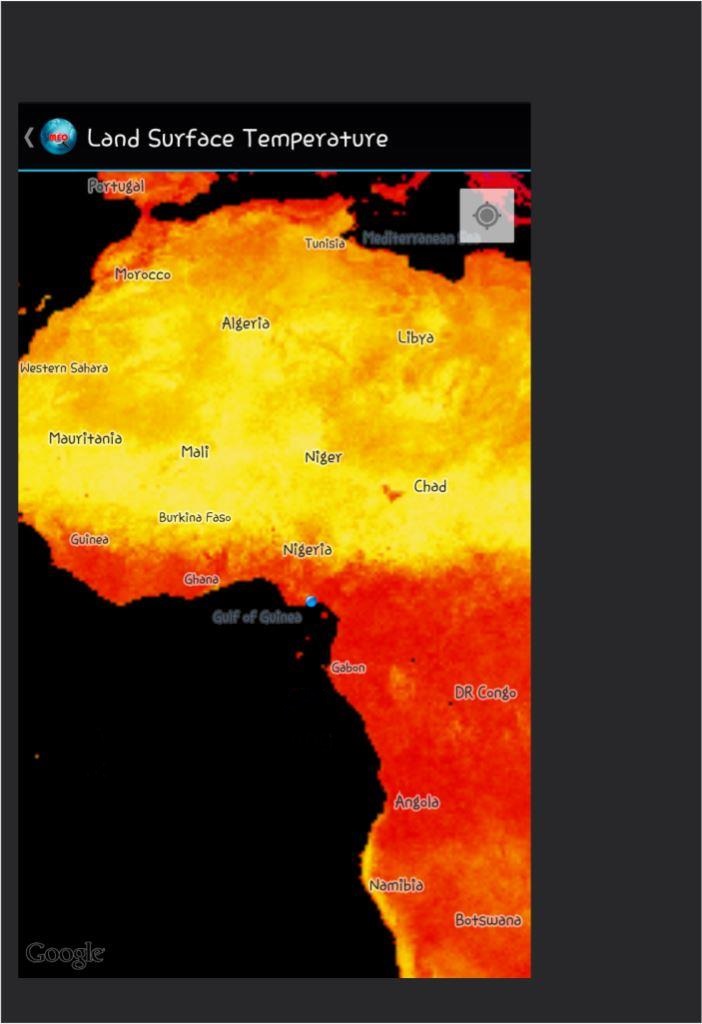 MEO
Land Surface Temperature
Portugal
Tunisia
Mediterranean Sea
Morocco
Algeria
Libya
Western Sahara
Mauritania
Mali
Niger
Chad
Burkina Faso
Guinea
Nigeria
Ghana
Gulf of Guinea
Gabon
DR Congo
Angola
Namibia
Botswana
Google